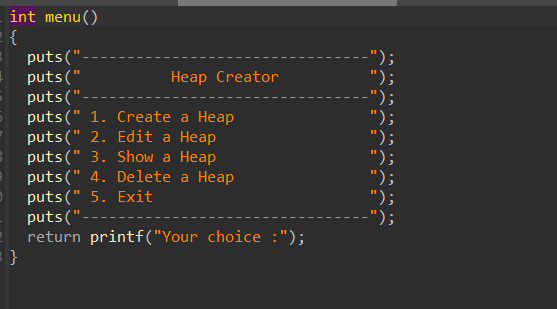 int menu()
{
  puts("--------------------------------");
  puts("          Heap Creator          ");
  puts("--------------------------------");
  puts(" 1. Create a Heap               ");
  puts(" 2. Edit a Heap                 ");
  puts(" 3. Show a Heap                 ");
  puts(" 4. Delete a Heap               ");
  puts(" 5. Exit                        ");
  puts("--------------------------------");
  return printf("Your choice :");
}